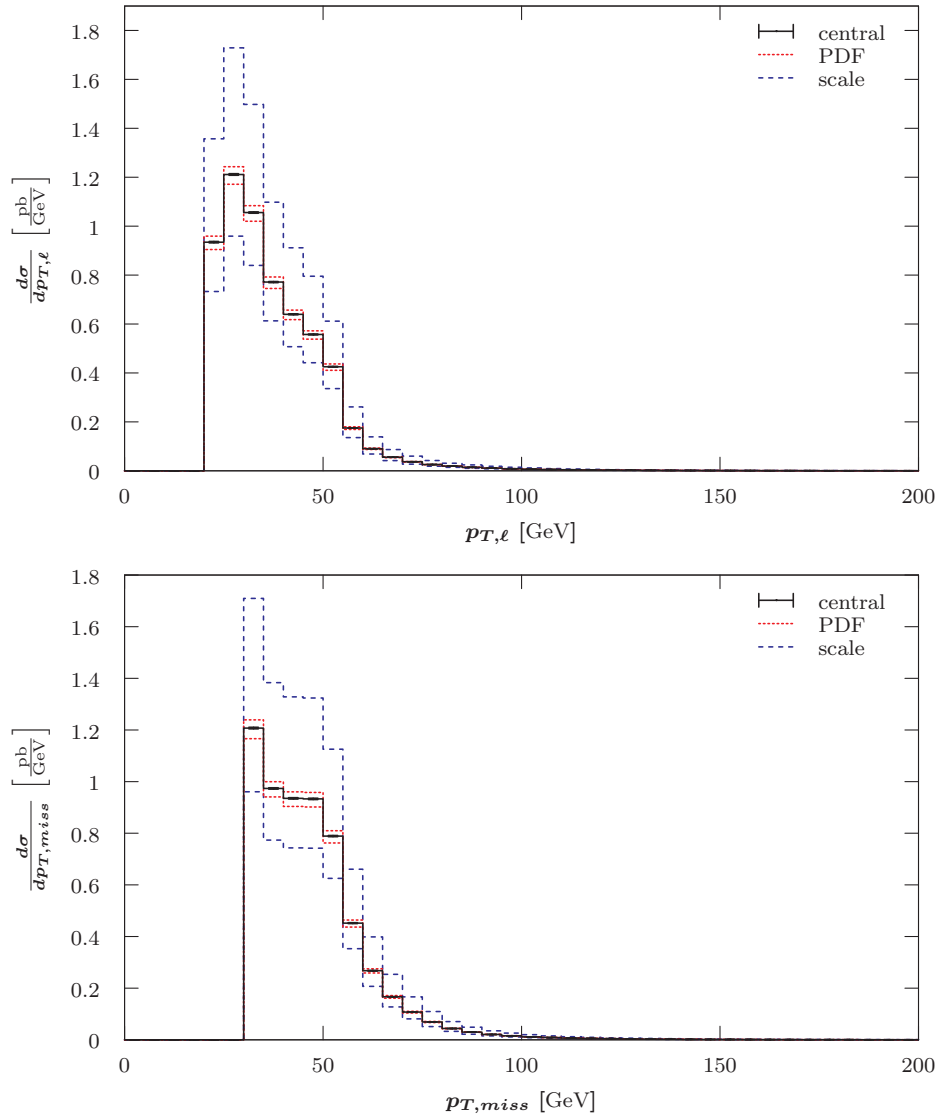 1.8
1.6
1.4
1.2
1
0.8
0.6
0.4
0.2
0
dσ/dp_{T,ℓ} [pb/GeV]
central
PDF
scale
0 50 100 150 200
p_{T,ℓ} [GeV]
1.8
1.6
1.4
1.2
1
0.8
0.6
0.4
0.2
0
dσ/dp_{T,miss} [pb/GeV]
central
PDF
scale
0 50 100 150 200
p_{T,miss} [GeV]